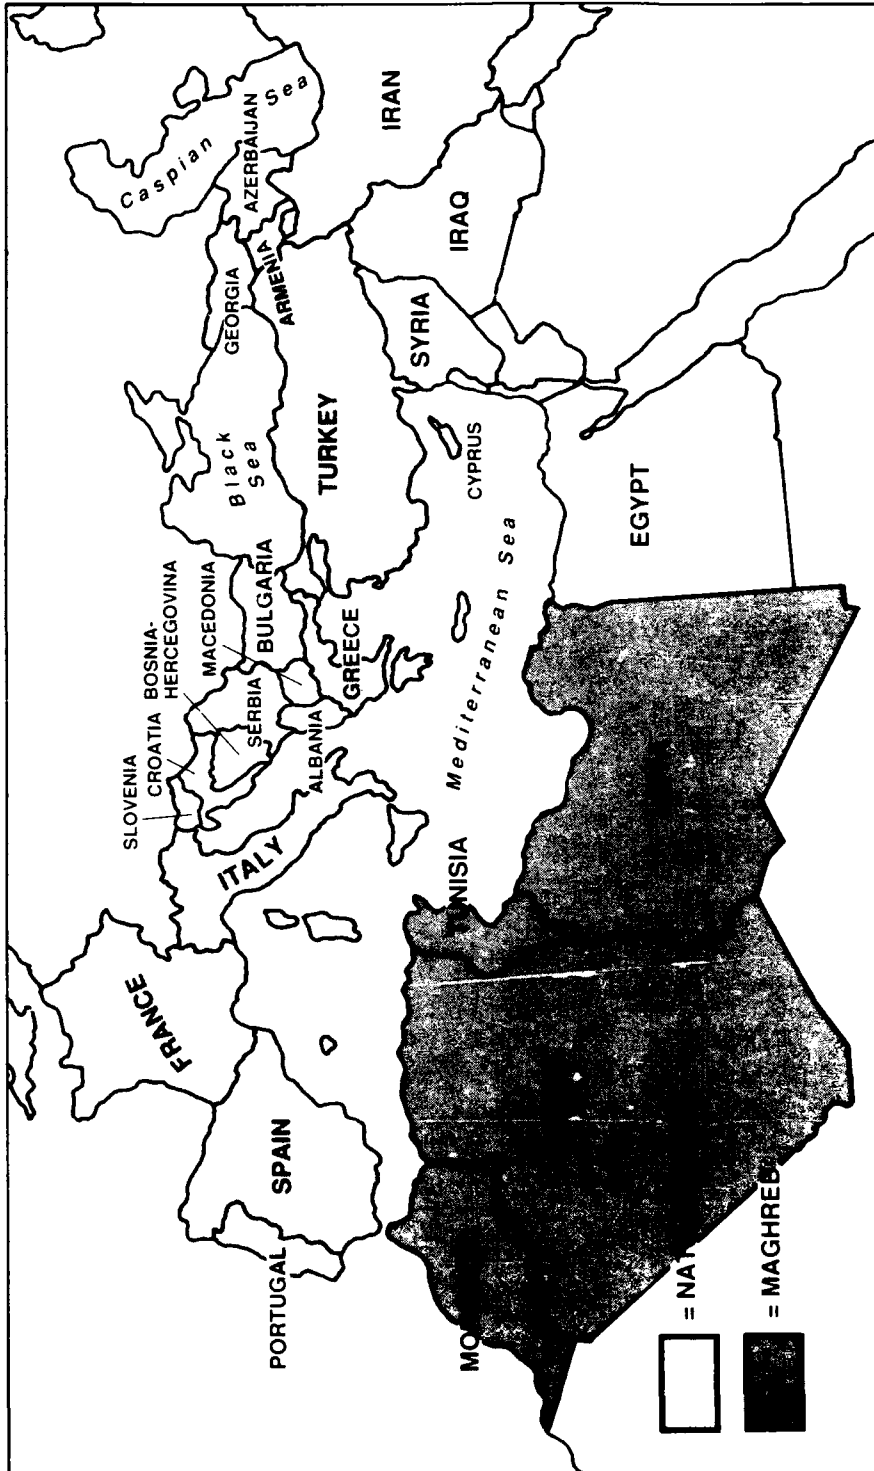 Caspian Sea
AZERBAIJAN
GEORGIA
ARMENIA
IRAN
IRAQ
SYRIA
TURKEY
Black
Sea
CYPRUS
EGYPT
Mediterranean Sea
SLOVENIA
CROATIA
BOSNIA-
HERCEGOVINA
MACEDONIA
BULGARIA
SERBIA
ALBANIA
GREECE
ITALY
FRANCE
SPAIN
PORTUGAL
TUNISIA